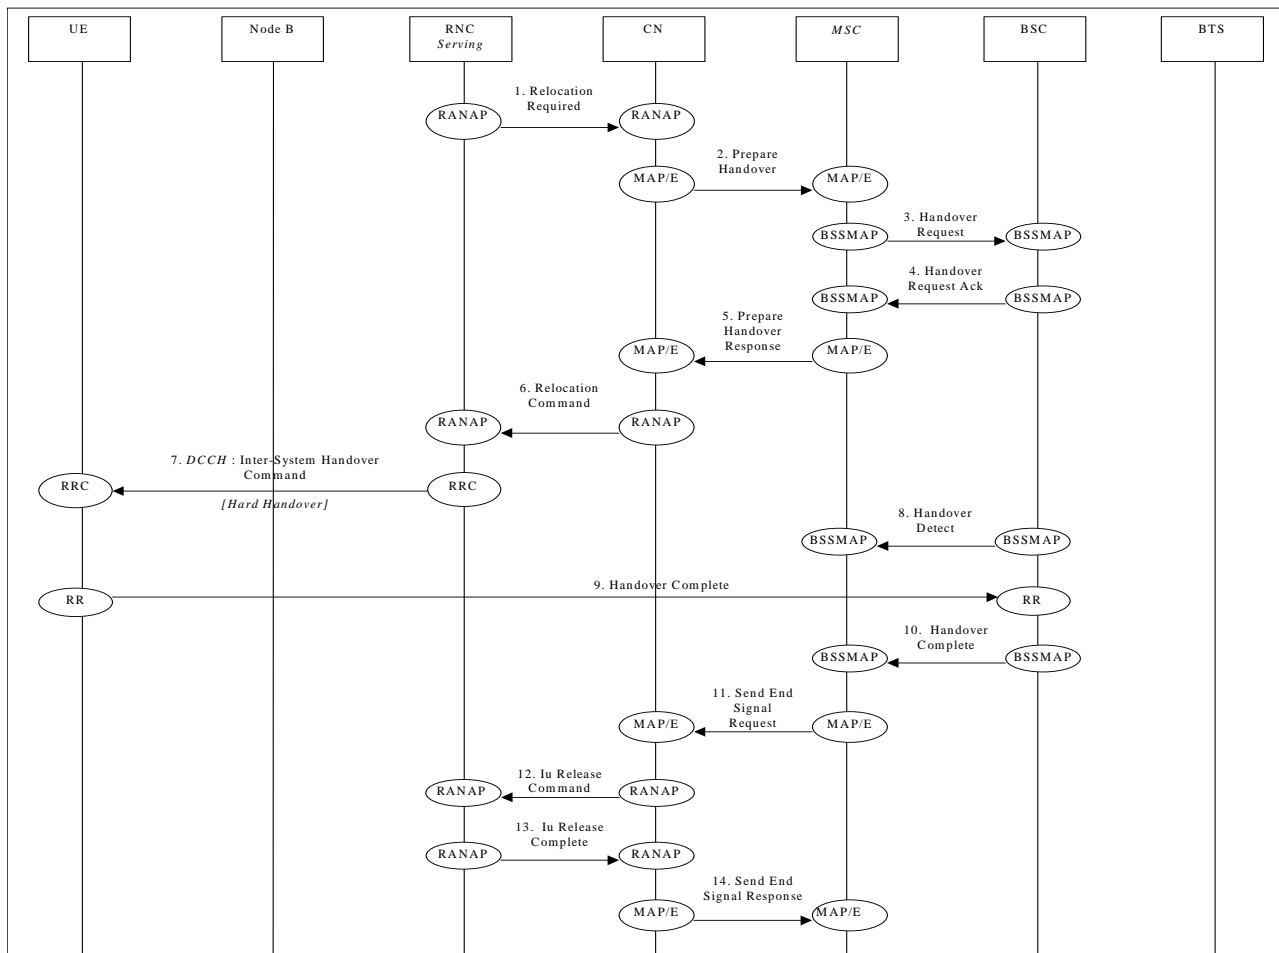 UE
Node B
RNC
Serving
CN
MSC
BSC
BTS
1. Relocation
Required
RANAP
RANAP
2. Prepare
Handover
MAP/E
MAP/E
3. Handover
Request
BSSMAP
BSSMAP
4. Handover
Request Ack
BSSMAP
BSSMAP
5. Prepare
Handover
Response
MAP/E
MAP/E
6. Relocation
Command
RANAP
RANAP
7. DCCH : Inter-System Handover
Command
RRC
RRC
[Hard Handover]
8. Handover
Detect
BSSMAP
BSSMAP
9. Handover Complete
RR
RR
10. Handover
Complete
BSSMAP
BSSMAP
11. Send End
Signal
Request
MAP/E
MAP/E
12. Iu Release
Command
RANAP
RANAP
13. Iu Release
Complete
RANAP
RANAP
14. Send End
Signal Response
MAP/E
MAP/E